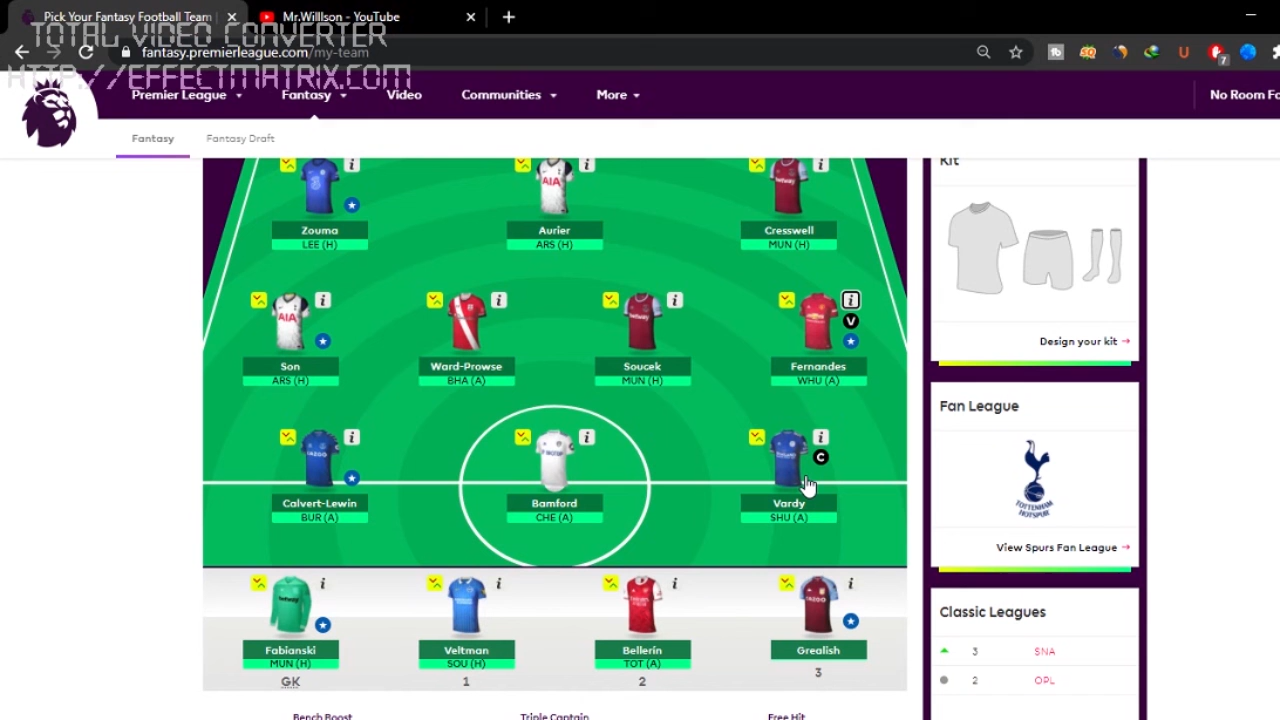 Pick Your Fantasy Football Team
Mr.Willson - YouTube
TOTAL VIDEO CONVERTER
fantasy.premierleague.com/my-team
HTTP://EFFECTMATRIX.COM
Premier League
Fantasy
Video
Communities
More
No Room Fo
Fantasy
Fantasy Draft
Kit
Zouma
Aurier
Cresswell
LEE (H)
ARS (H)
MUN (H)
Design your kit →
Son
Ward-Prowse
Soucek
Fernandes
ARS (H)
BHA (A)
MUN (H)
WHU (A)
V
Fan League
TOTTENHAM
HOTSPUR
C
Calvert-Lewin
Bamford
Vardy
BUR (A)
CHE (A)
SHU (A)
View Spurs Fan League →
Classic Leagues
Fabianski
Veltman
Bellerín
Grealish
MUN (H)
SOU (H)
TOT (A)
GK
1
2
3
3 SNA
2 OPL
Bench Boost
Triple Captain
Free Hit